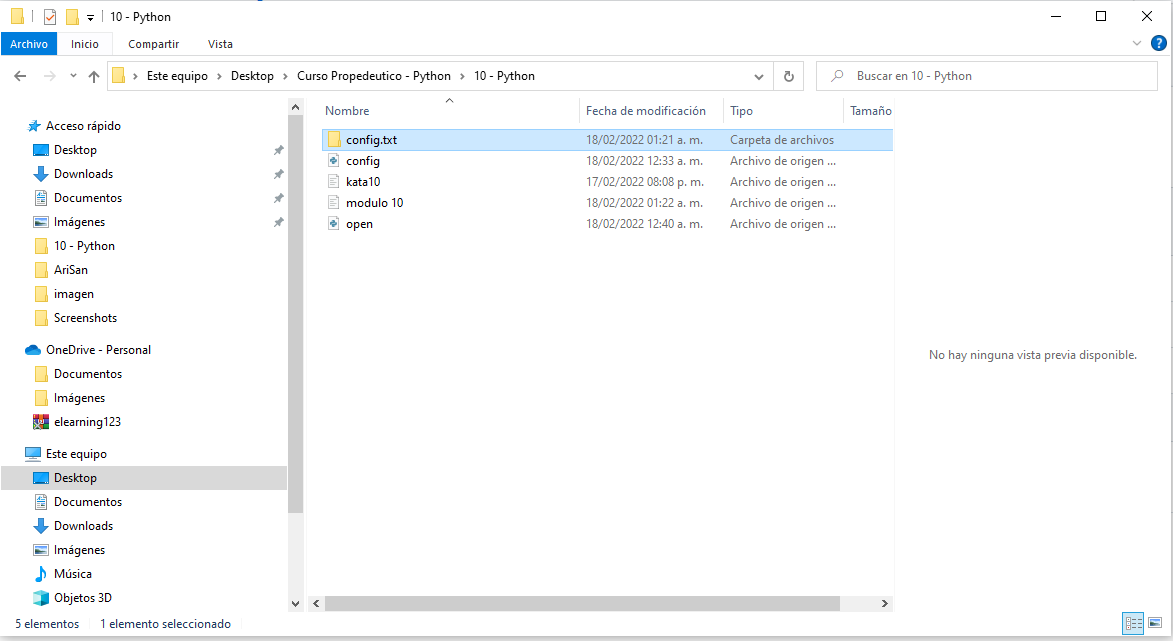 10 - Python
Archivo Inicio Compartir Vista
Este equipo > Desktop > Curso Propedeutico - Python > 10 - Python
Buscar en 10 - Python
Acceso rápido
Desktop
Downloads
Documentos
Imágenes
10 - Python
AriSan
imagen
Screenshots
OneDrive - Personal
Documentos
Imágenes
elearning123
Este equipo
Desktop
Documentos
Downloads
Imágenes
Música
Objetos 3D
Nombre Fecha de modificación Tipo Tamaño
config.txt 18/02/2022 01:21 a. m. Carpeta de archivos
config 18/02/2022 12:33 a. m. Archivo de origen ...
kata10 17/02/2022 08:08 p. m. Archivo de origen ...
modulo 10 18/02/2022 01:22 a. m. Archivo de origen ...
open 18/02/2022 12:40 a. m. Archivo de origen ...
No hay ninguna vista previa disponible.
5 elementos 1 elemento seleccionado